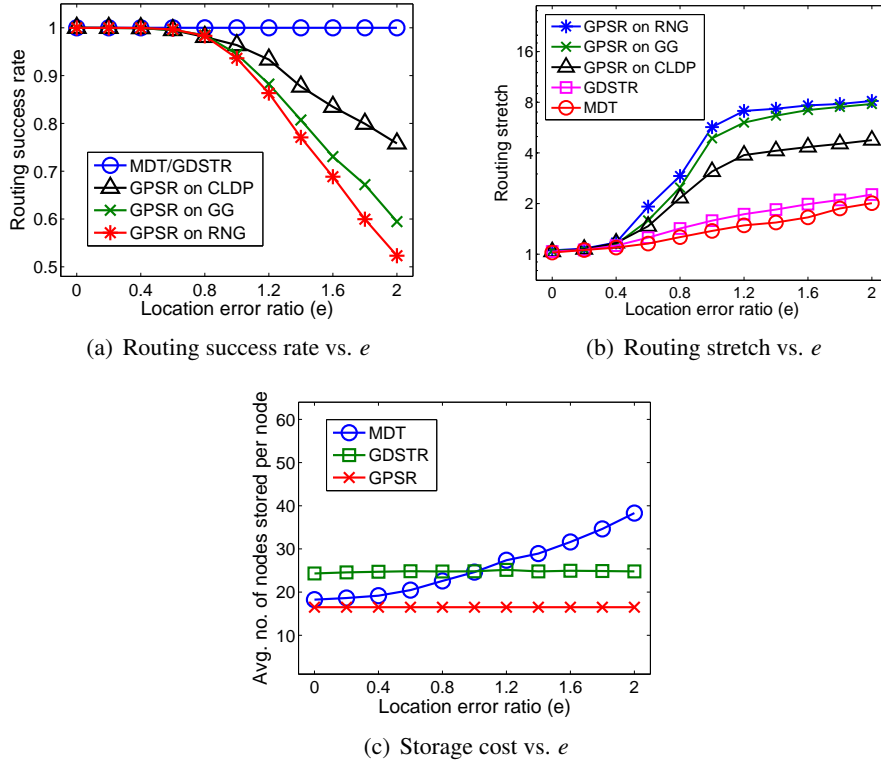 Routing success rate
1
0.9
0.8
0.7
0.6
0.5
MDT/GDSTR
GPSR on CLDP
GPSR on GG
GPSR on RNG
0 0.4 0.8 1.2 1.6 2
Location error ratio (e)
(a) Routing success rate vs. e
Routing stretch
16
8
4
2
1
GPSR on RNG
GPSR on GG
GPSR on CLDP
GDSTR
MDT
0 0.4 0.8 1.2 1.6 2
Location error ratio (e)
(b) Routing stretch vs. e
Avg. no. of nodes stored per node
60
50
40
30
20
10
MDT
GDSTR
GPSR
0 0.4 0.8 1.2 1.6 2
Location error ratio (e)
(c) Storage cost vs. e